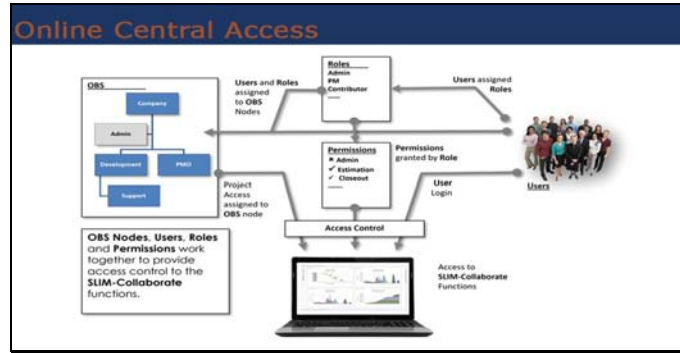 Online Central Access
OBS
Company
Admin
Development
PMO
Support
Users and Roles
assigned
to OBS
Nodes
Roles
Admin
PM
Contributor
Users assigned
Roles
Permissions
✖ Admin
✔ Estimation
✓ Closeout
Permissions
granted by Role
Users
Project
Access
assigned to
OBS node
User
Login
Access Control
OBS Nodes, Users, Roles
and Permissions work
together to provide
access control to the
SLIM-Collaborate
functions.
Access to
SLIM-Collaborate
Functions